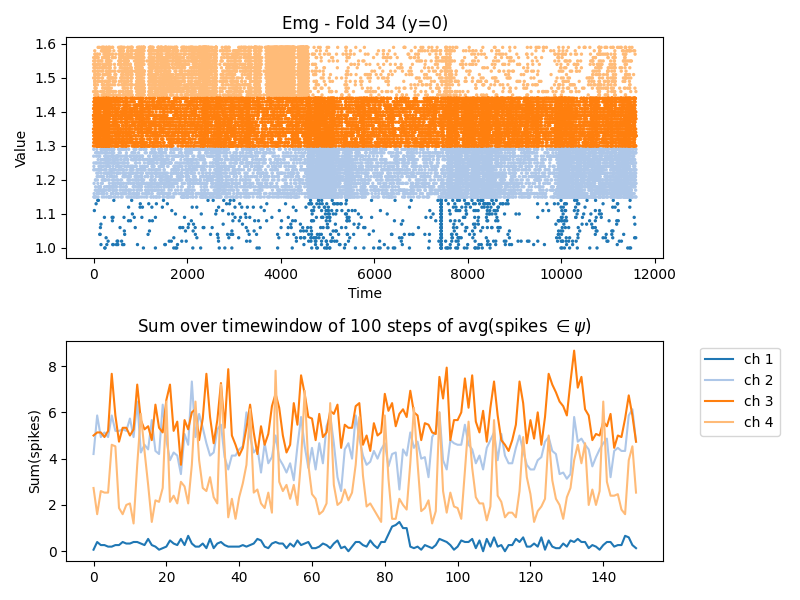 Emg - Fold 34 (y=0)
Value
1.6
1.5
1.4
1.3
1.2
1.1
1.0
0 2000 4000 6000 8000 10000 12000
Time
Sum over timewindow of 100 steps of avg(spikes ∈ψ)
Sum(spikes)
8
6
4
2
0
0 20 40 60 80 100 120 140
ch 1
ch 2
ch 3
ch 4